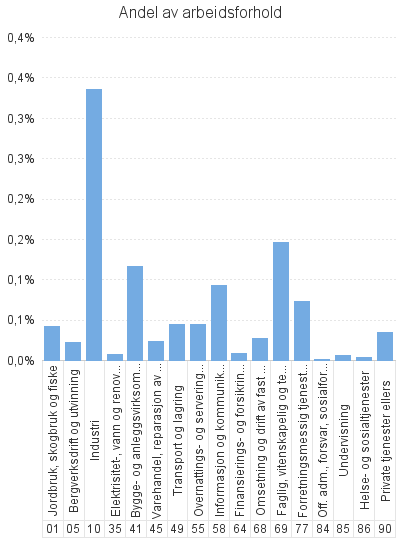 Andel av arbeidsforhold
0,4%
0,4%
0,3%
0,3%
0,2%
0,2%
0,1%
0,1%
0,0%
Jordbruk, skogbruk og fiske
Bergverksdrift og utvinning
Industri
Elektrisitet-, vann og renov...
Bygge- og anleggsvirksom...
Varehandel, reparasjon av ...
Transport og lagring
Overnattings- og servering...
Informasjon og kommunik...
Finansierings- og forsikrin...
Omsetning og drift av fast ...
Faglig, vitenskapelig og te...
Forretningsmessig tjenest...
Off. adm., forsvar, sosialfor...
Undervisning
Helse- og sosialtjenester
Private tjenester ellers
01 05 10 35 41 45 49 55 58 64 68 69 77 84 85 86 90